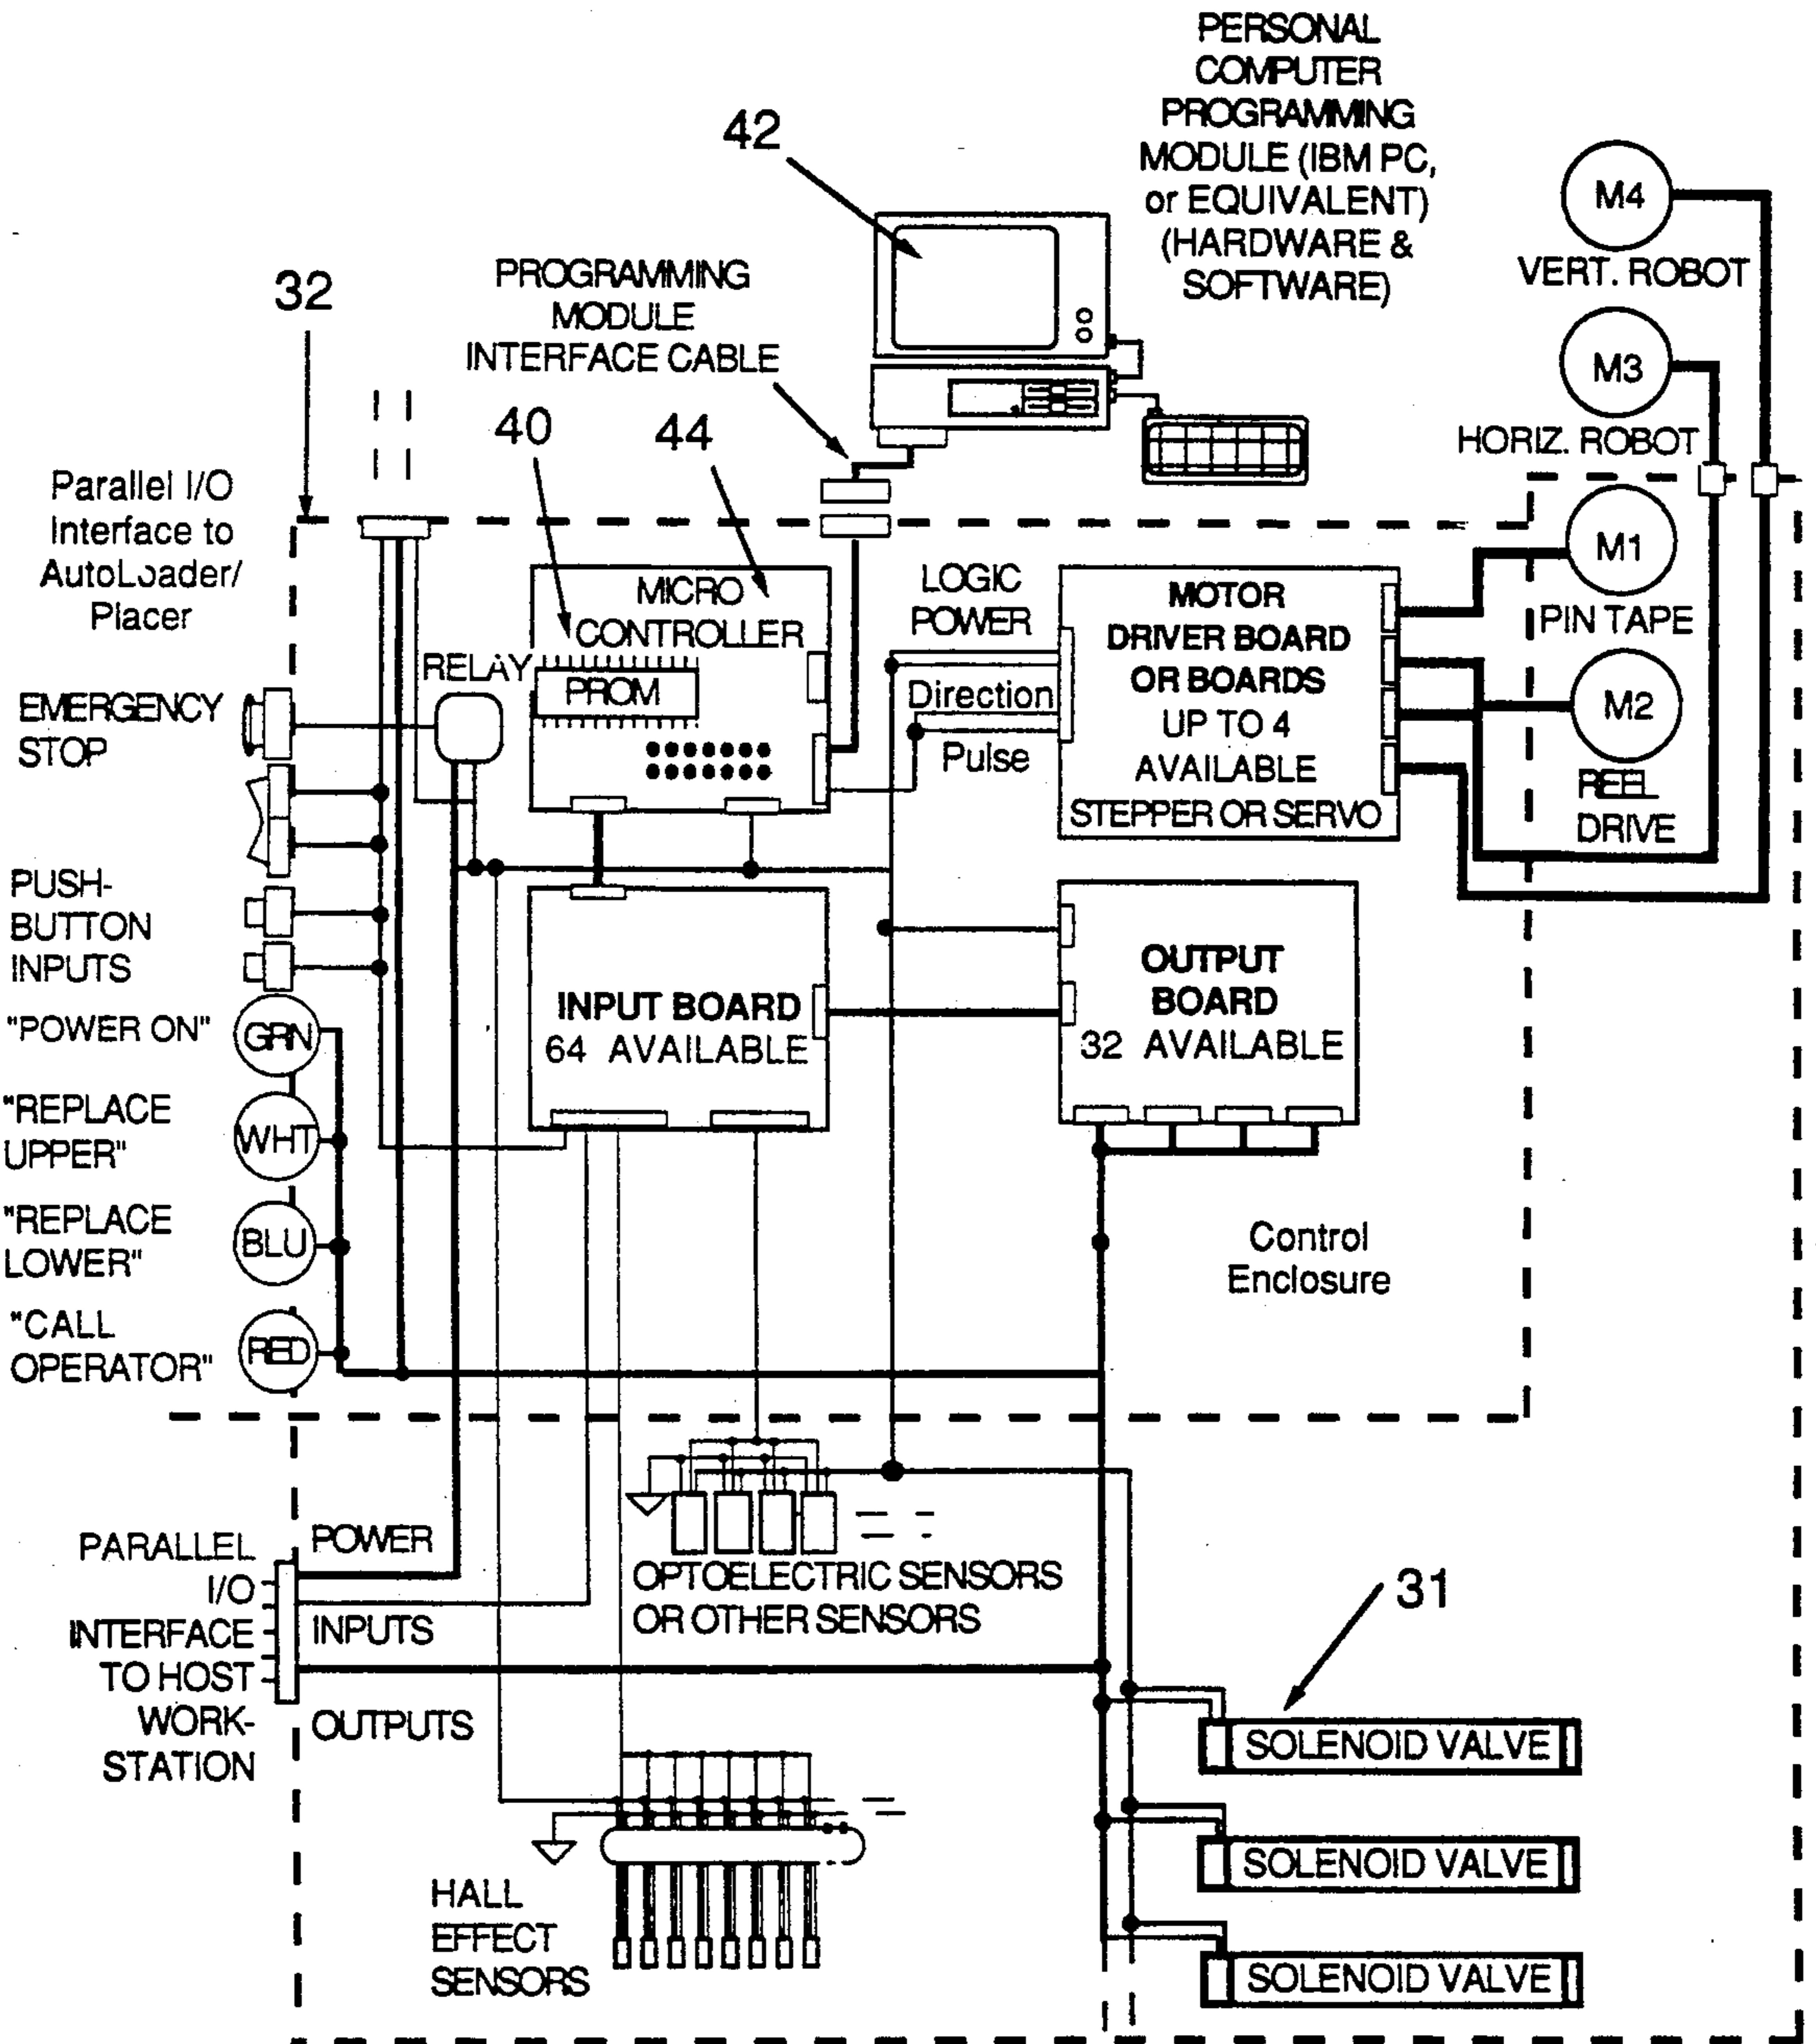 PERSONAL
COMPUTER
PROGRAMMING
MODULE (IBM PC,
or EQUIVALENT)
(HARDWARE &
SOFTWARE)
42
M4
VERT. ROBOT
32
PROGRAMMING
MODULE
INTERFACE CABLE
M3
HORIZ. ROBOT
40
44
Parallel I/O
Interface to
AutoLoader/
Placer
M1
PIN TAPE
MICRO
CONTROLLER
PROM
LOGIC
POWER
Direction
Pulse
MOTOR
DRIVER BOARD
OR BOARDS
UP TO 4
AVAILABLE
STEPPER OR SERVO
M2
REEL
DRIVE
RELAY
EMERGENCY
STOP
PUSH-
BUTTON
INPUTS
INPUT BOARD
64 AVAILABLE
OUTPUT
BOARD
32 AVAILABLE
"POWER ON"
GRN
"REPLACE
UPPER"
WHT
"REPLACE
LOWER"
BLU
"CALL
OPERATOR"
RED
Control
Enclosure
PARALLEL
I/O
INTERFACE
TO HOST
WORK-
STATION
POWER
INPUTS
OUTPUTS
OPTOELECTRIC SENSORS
OR OTHER SENSORS
31
SOLENOID VALVE
SOLENOID VALVE
SOLENOID VALVE
HALL
EFFECT
SENSORS